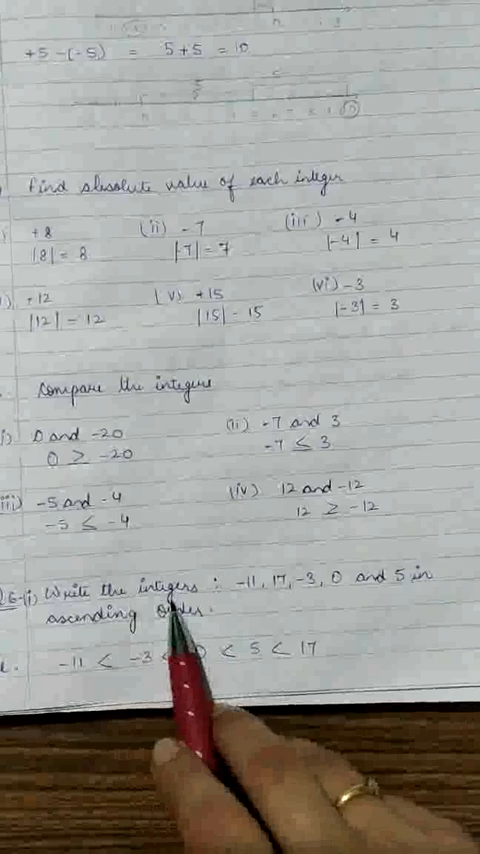 +5 -(-5) = 5+5 = 10
Find absolute value of each integer
+8 (ii) -7 (iii) -4
|8| = 8 |7| = 7 |-4| = 4
+12 (v) +15 (vi) -3
|12| = 12 |15| - 15 |-3| = 3
Compare the integers
i) 0 and -20 (ii) -7 and 3
0 ≥ -20 -7 ≤ 3
iii) -5 and -4 (iv) 12 and -12
-5 ≤ -4 12 ≥ -12
(i) Write the integers : -11, 17, -3, 0 and 5 in
ascending order.
-11 < -3 < 0 < 5 < 17